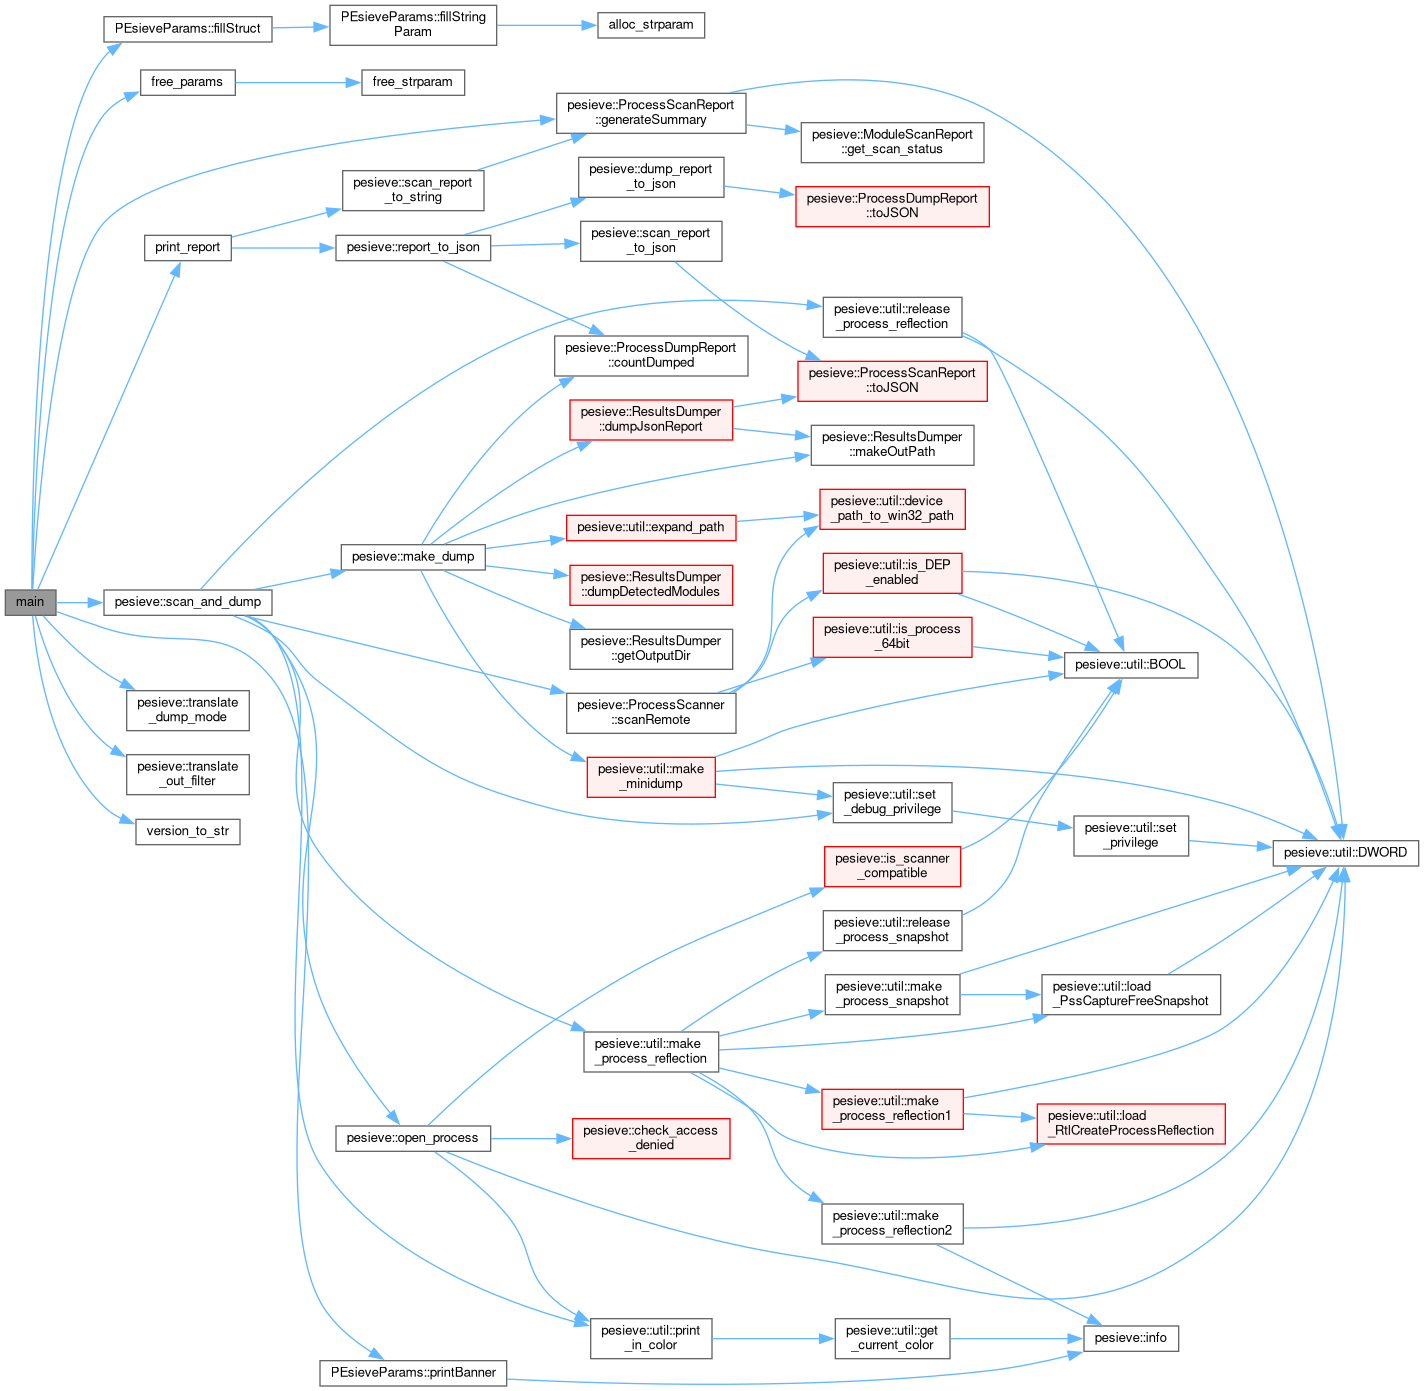 PEsieveParams::fillStruct
PEsieveParams::fillString
Param
alloc_strparam
free_params
free_strparam
pesieve::ProcessScanReport
::generateSummary
pesieve::ModuleScanReport
::get_scan_status
pesieve::scan_report
_to_string
pesieve::dump_report
_to_json
pesieve::ProcessDumpReport
::toJSON
print_report
pesieve::report_to_json
pesieve::scan_report
_to_json
pesieve::util::release
_process_reflection
pesieve::ProcessDumpReport
::countDumped
pesieve::ProcessScanReport
::toJSON
pesieve::ResultsDumper
::dumpJsonReport
pesieve::ResultsDumper
::makeOutPath
pesieve::util::device
_path_to_win32_path
pesieve::util::expand_path
pesieve::make_dump
pesieve::util::is_DEP
_enabled
pesieve::ResultsDumper
::dumpDetectedModules
main
pesieve::scan_and_dump
pesieve::util::is_process
_64bit
pesieve::ResultsDumper
::getOutputDir
pesieve::util::BOOL
pesieve::translate
_dump_mode
pesieve::ProcessScanner
::scanRemote
pesieve::translate
_out_filter
pesieve::util::make
_minidump
pesieve::util::set
_debug_privilege
version_to_str
pesieve::util::set
_privilege
pesieve::util::DWORD
pesieve::is_scanner
_compatible
pesieve::util::release
_process_snapshot
pesieve::util::make
_process_snapshot
pesieve::util::load
_PssCaptureFreeSnapshot
pesieve::util::make
_process_reflection
pesieve::util::make
_process_reflection1
pesieve::util::load
_RtlCreateProcessReflection
pesieve::open_process
pesieve::check_access
_denied
pesieve::util::make
_process_reflection2
pesieve::util::print
_in_color
pesieve::util::get
_current_color
pesieve::info
PEsieveParams::printBanner